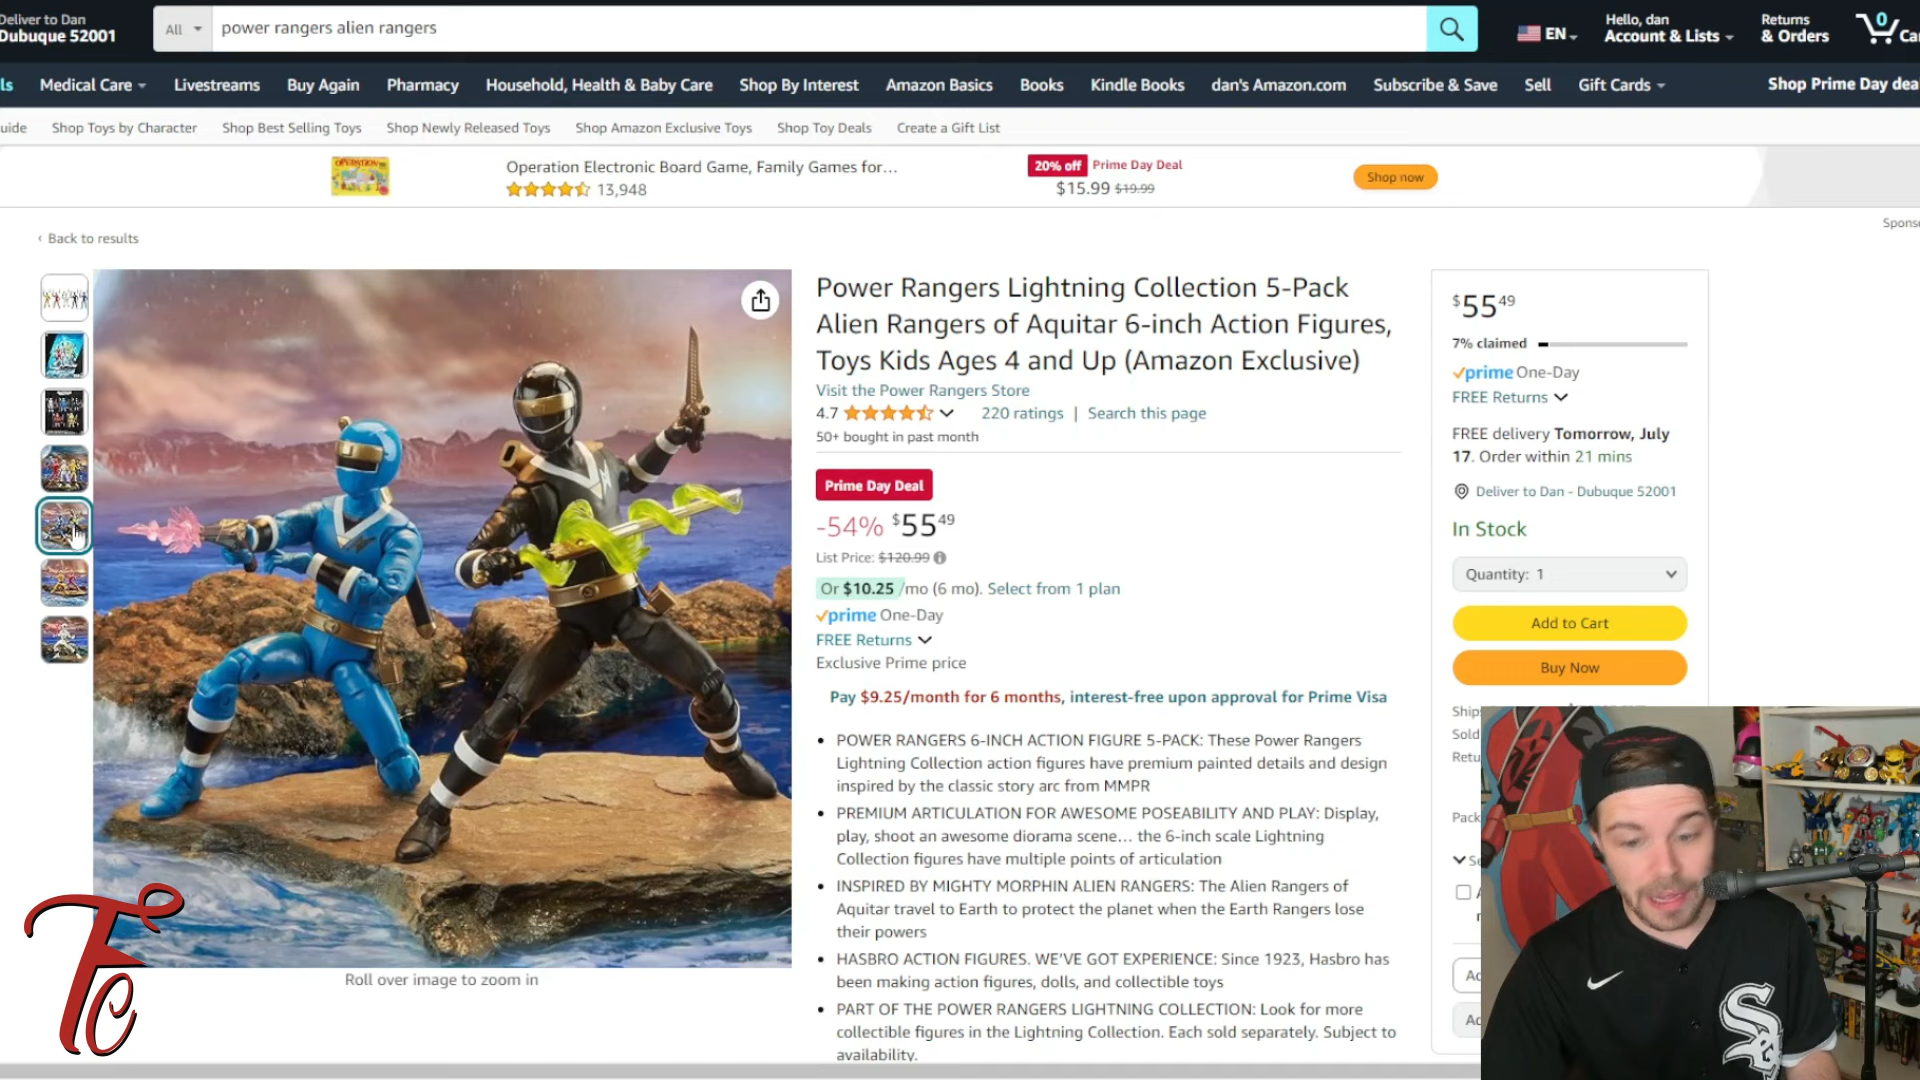 Deliver to Dan
Dubuque 52001
All
power rangers alien rangers
EN
Hello, dan
Account & Lists
Returns
& Orders
0
Medical Care
Livestreams
Buy Again
Pharmacy
Household, Health & Baby Care
Shop By Interest
Amazon Basics
Books
Kindle Books
dan's Amazon.com
Subscribe & Save
Sell
Gift Cards
Shop Prime Day
Shop Toys by Character
Shop Best Selling Toys
Shop Newly Released Toys
Shop Amazon Exclusive Toys
Shop Toy Deals
Create a Gift List
OPERATION
Operation Electronic Board Game, Family Games for...
13,948
20% off Prime Day Deal
$15.99 $19.99
Shop now
‹ Back to results
Power Rangers Lightning Collection 5-Pack
Alien Rangers of Aquitar 6-inch Action Figures,
Toys Kids Ages 4 and Up (Amazon Exclusive)
Visit the Power Rangers Store
4.7
220 ratings | Search this page
50+ bought in past month
Prime Day Deal
-54% $55 49
List Price: $120.99
Or $10.25 /mo (6 mo). Select from 1 plan
prime One-Day
FREE Returns
Exclusive Prime price
Pay $9.25/month for 6 months, interest-free upon approval for Prime Visa
• POWER RANGERS 6-INCH ACTION FIGURE 5-PACK: These Power Rangers
Lightning Collection action figures have premium painted details and design
inspired by the classic story arc from MMPR
• PREMIUM ARTICULATION FOR AWESOME POSEABILITY AND PLAY: Display,
play, shoot an awesome diorama scene... the 6-inch scale Lightning
Collection figures have multiple points of articulation
• INSPIRED BY MIGHTY MORPHIN ALIEN RANGERS: The Alien Rangers of
Aquitar travel to Earth to protect the planet when the Earth Rangers lose
their powers
• HASBRO ACTION FIGURES. WE'VE GOT EXPERIENCE: Since 1923, Hasbro has
been making action figures, dolls, and collectible toys
• PART OF THE POWER RANGERS LIGHTNING COLLECTION: Look for more
collectible figures in the Lightning Collection. Each sold separately. Subject to
availability.
Roll over image to zoom in
$55 49
7% claimed
prime One-Day
FREE Returns
FREE delivery Tomorrow, July
17. Order within 21 mins
Deliver to Dan - Dubuque 52001
In Stock
Quantity: 1
Add to Cart
Buy Now
Ships
Sold
TC